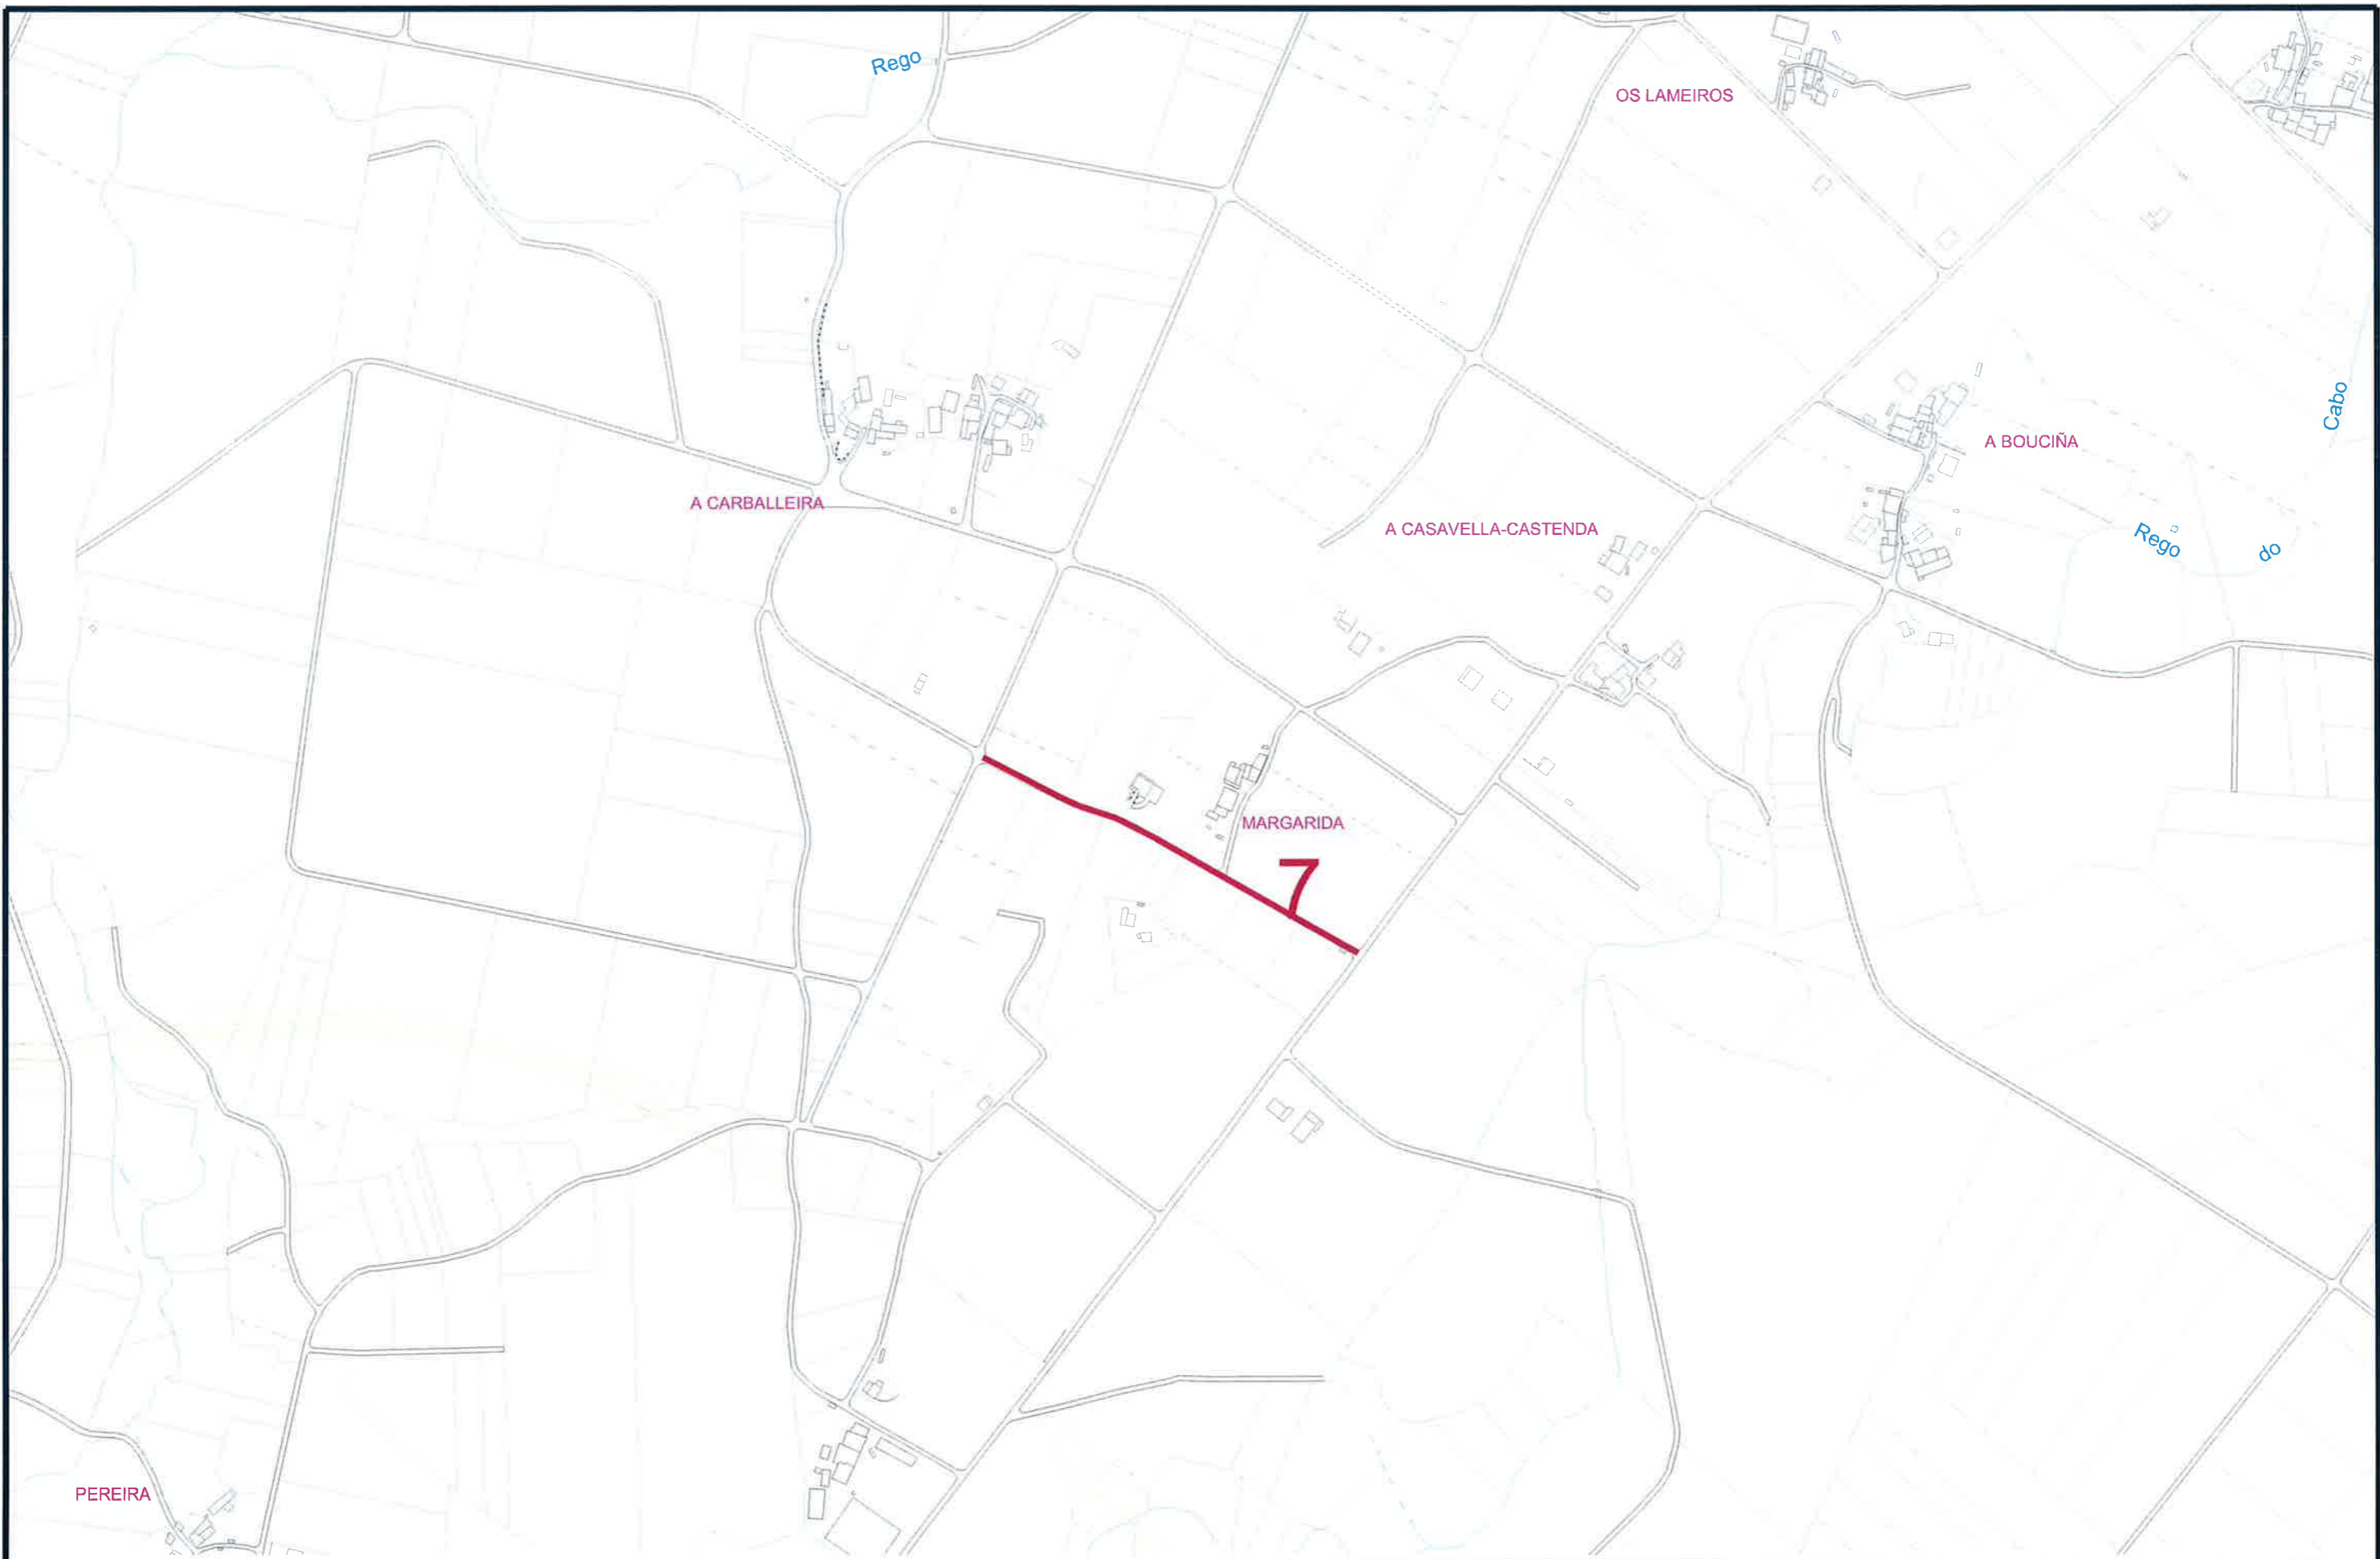 Rego
OS LAMEIROS
Cabo
A BOUCIÑA
A CARBALLEIRA
A CASAVELLA-CASTENDA
Rego
do
MARGARIDA
7
PEREIRA